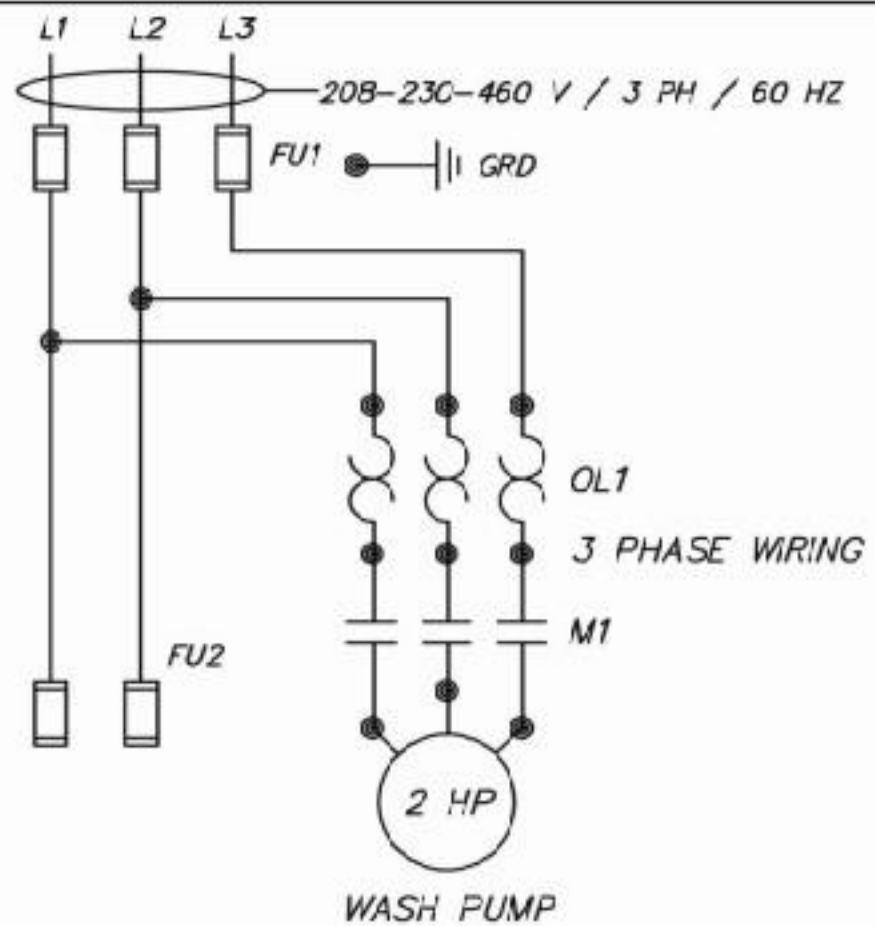 L1 L2 L3
208-230-460 V / 3 PH / 60 HZ
FU1 GRD
OL1
3 PHASE WIRING
M1
FU2
2 HP
WASH PUMP